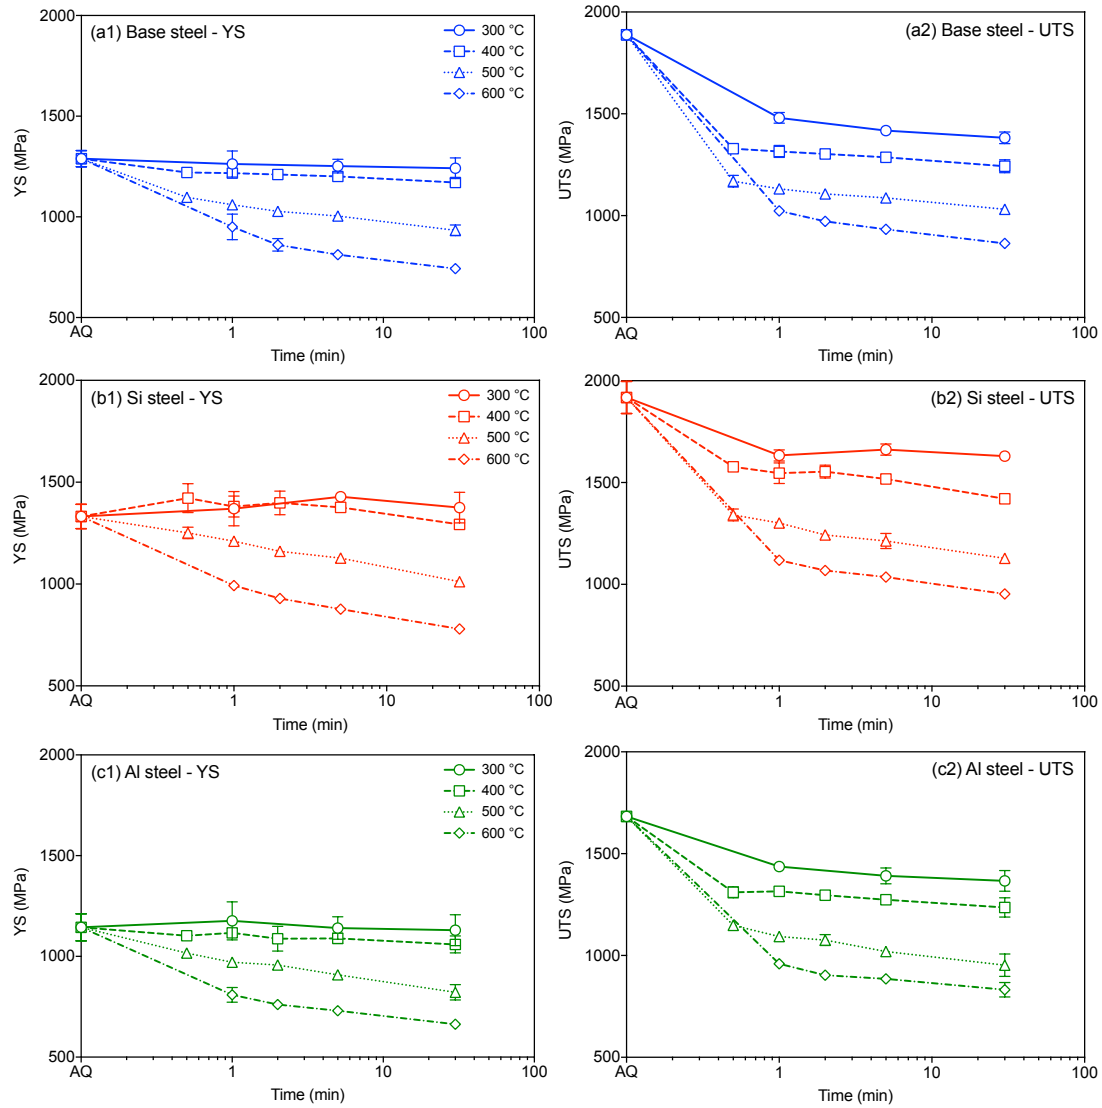 (a1) Base steel - YS
300 °C
400 °C
500 °C
600 °C
2000
1500
1000
500
YS (MPa)
AQ
1
10
100
Time (min)
(a2) Base steel - UTS
2000
1500
1000
500
UTS (MPa)
AQ
1
10
100
Time (min)
(b1) Si steel - YS
300 °C
400 °C
500 °C
600 °C
2000
1500
1000
500
YS (MPa)
AQ
1
10
100
Time (min)
(b2) Si steel - UTS
2000
1500
1000
500
UTS (MPa)
AQ
1
10
100
Time (min)
(c1) Al steel - YS
300 °C
400 °C
500 °C
600 °C
2000
1500
1000
500
YS (MPa)
AQ
1
10
100
Time (min)
(c2) Al steel - UTS
2000
1500
1000
500
UTS (MPa)
AQ
1
10
100
Time (min)